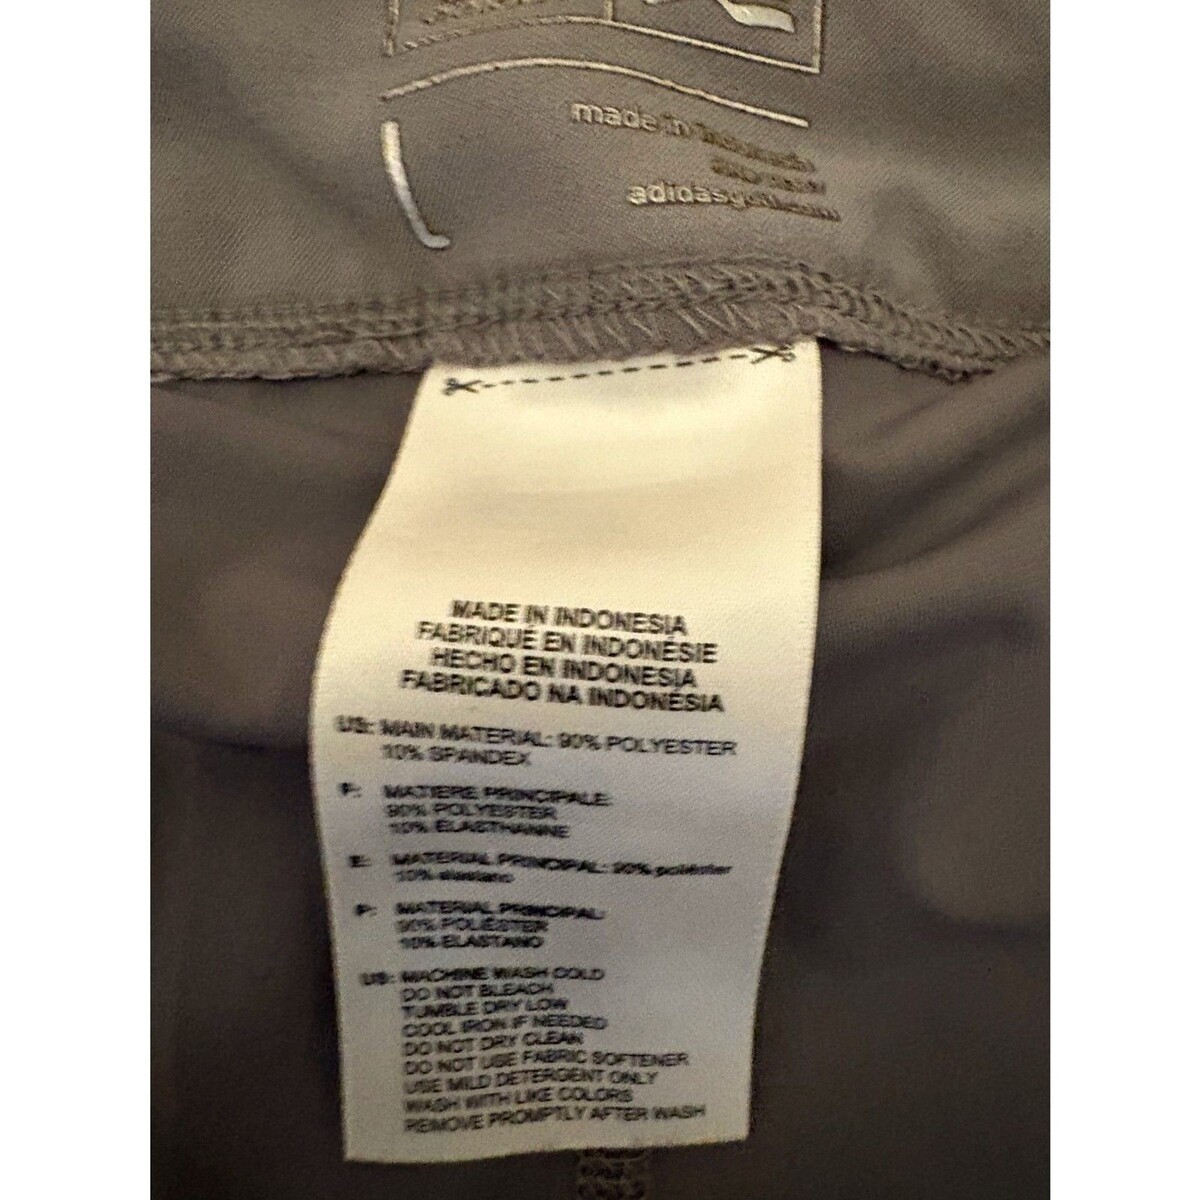 made in Indonesia
adidasgolf.com
MADE IN INDONESIA
FABRIQUÉ EN INDONÉSIE
HECHO EN INDONESIA
FABRICADO NA INDONÉSIA
US: MAIN MATERIAL: 90% POLYESTER
10% SPANDEX
F: MATIERE PRINCIPALE:
90% POLYESTER
10% ELASTHANNE
E: MATERIAL PRINCIPAL: 90% poliéster
10% elastano
P: MATERIAL PRINCIPAL:
90% POLIÉSTER
10% ELASTANO
US: MACHINE WASH COLD
DO NOT BLEACH
TUMBLE DRY LOW
COOL IRON IF NEEDED
DO NOT DRY CLEAN
DO NOT USE FABRIC SOFTENER
USE MILD DETERGENT ONLY
WASH WITH LIKE COLORS
REMOVE PROMPTLY AFTER WASH